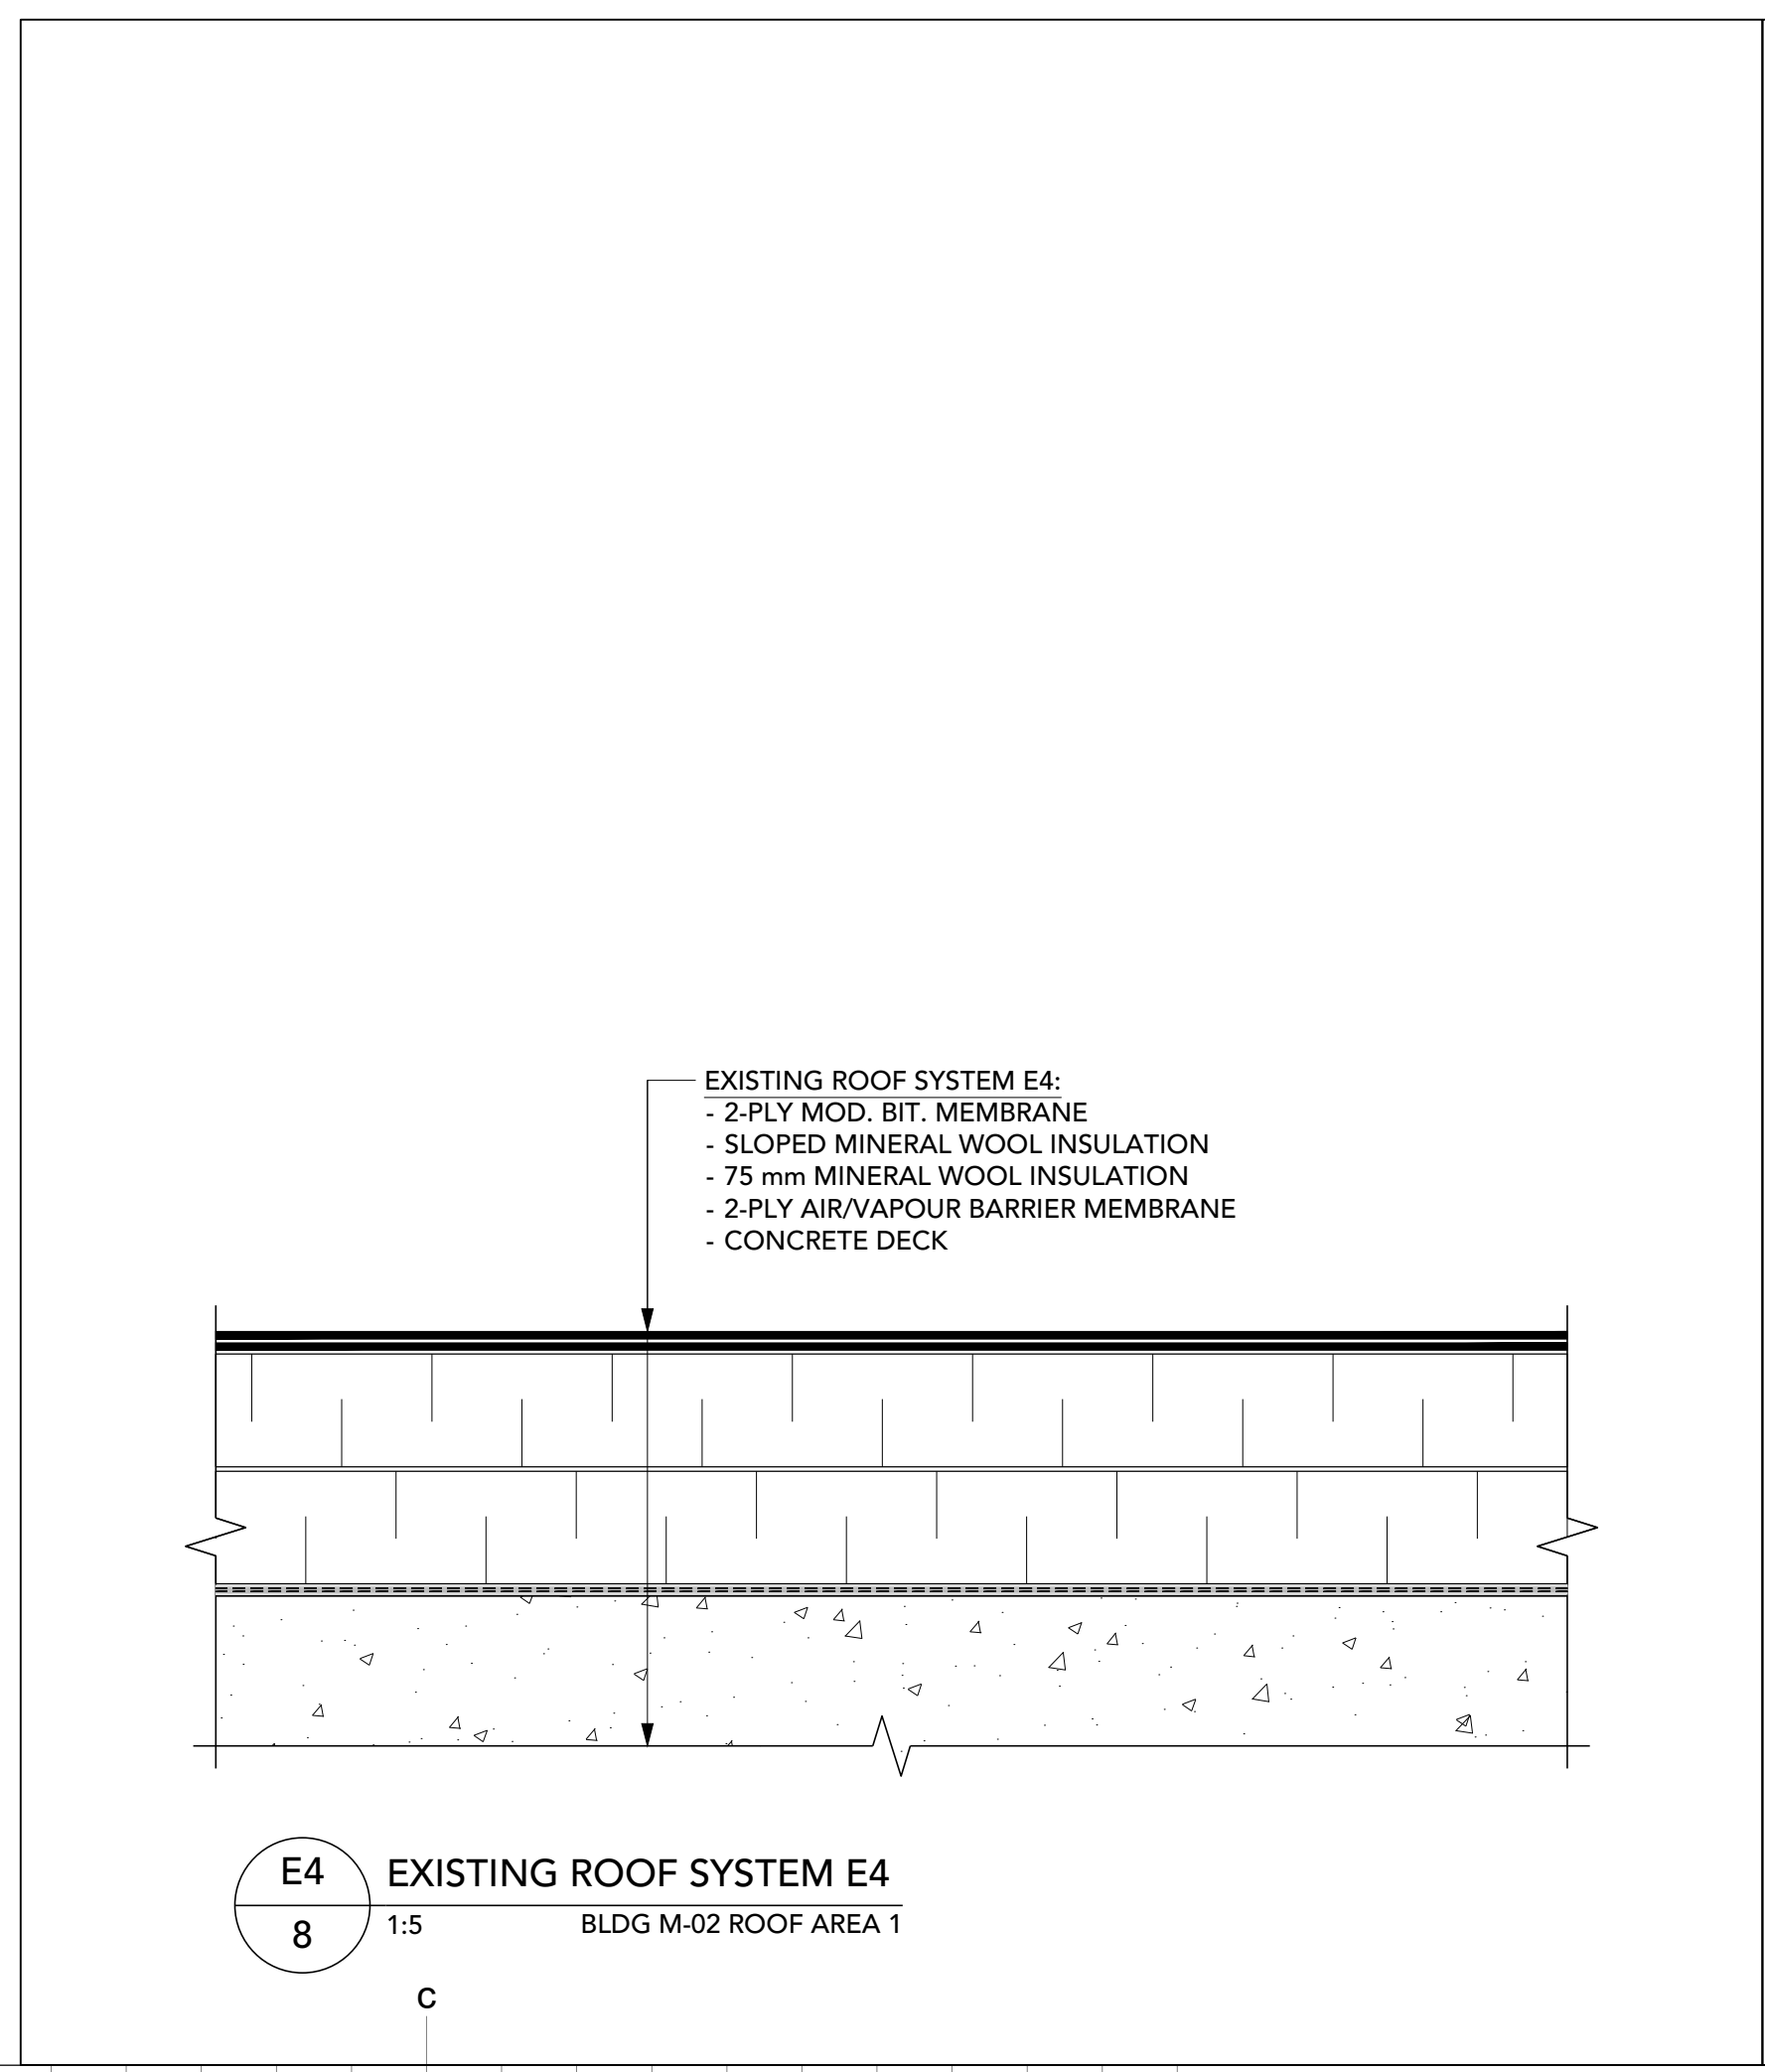 EXISTING ROOF SYSTEM E4:
- 2-PLY MOD. BIT. MEMBRANE
- SLOPED MINERAL WOOL INSULATION
- 75 mm MINERAL WOOL INSULATION
- 2-PLY AIR/VAPOUR BARRIER MEMBRANE
- CONCRETE DECK
E4
8
EXISTING ROOF SYSTEM E4
1:5 BLDG M-02 ROOF AREA 1
C